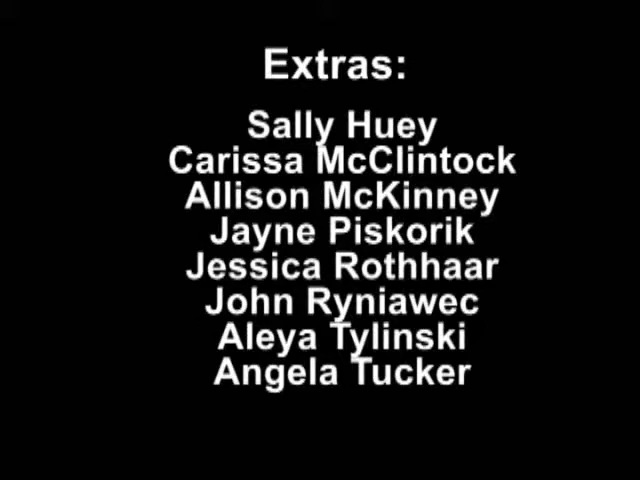 Extras:
Sally Huey
Carissa McClintock
Allison McKinney
Jayne Piskorik
Jessica Rothhaar
John Ryniawec
Aleya Tylinski
Angela Tucker